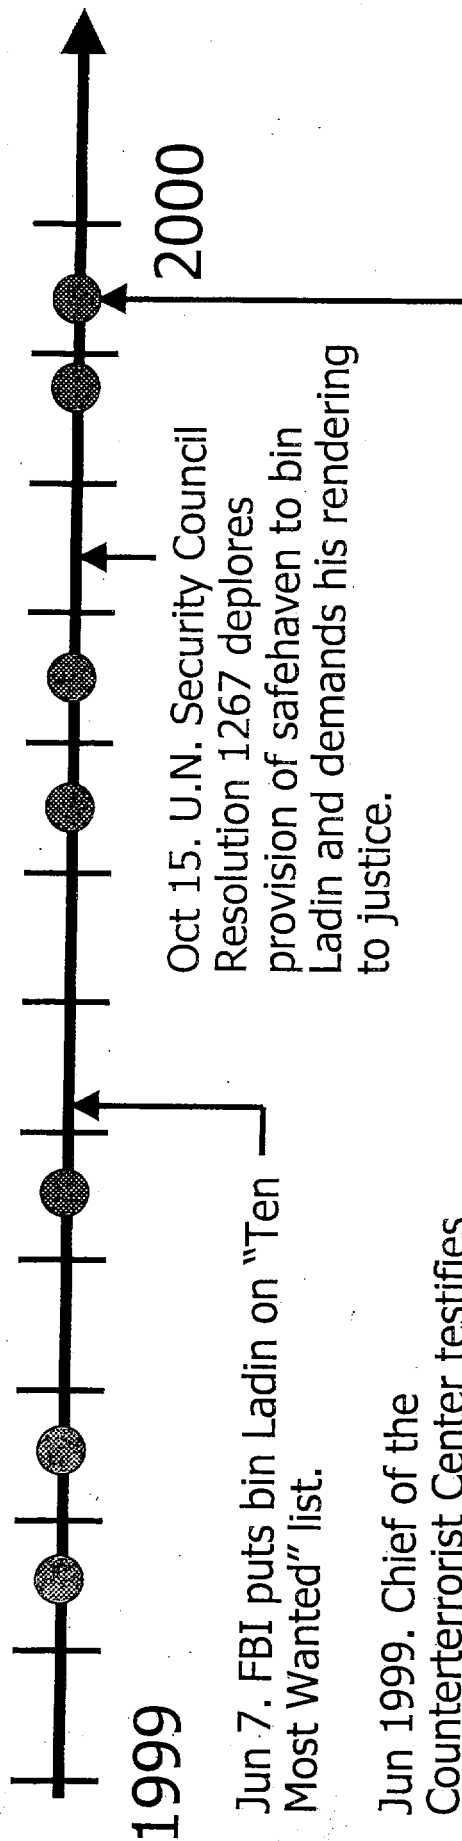 1999
2000
Jun 7. FBI puts bin Ladin on “Ten
Most Wanted” list.
Oct 15. U.N. Security Council
Resolution 1267 deplores
provision of safehaven to bin
Ladin and demands his rendering
to justice.
Jun 1999. Chief of the
Counterterrorist Center testifies